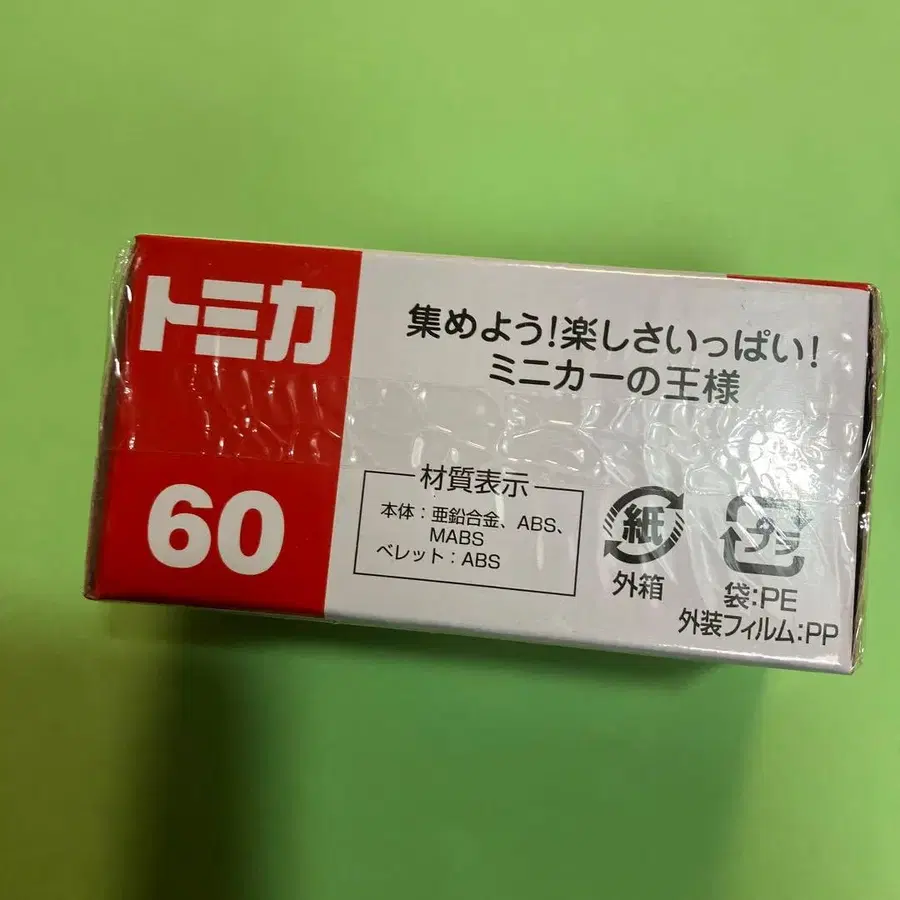 トミカ
集めよう!楽しさいっぱい!
ミニカーの王様
60
材質表示
本体:亜鉛合金、ABS、
MABS
ベレット:ABS
紙
外箱
プラ
袋:PE
外装フィルム:PP